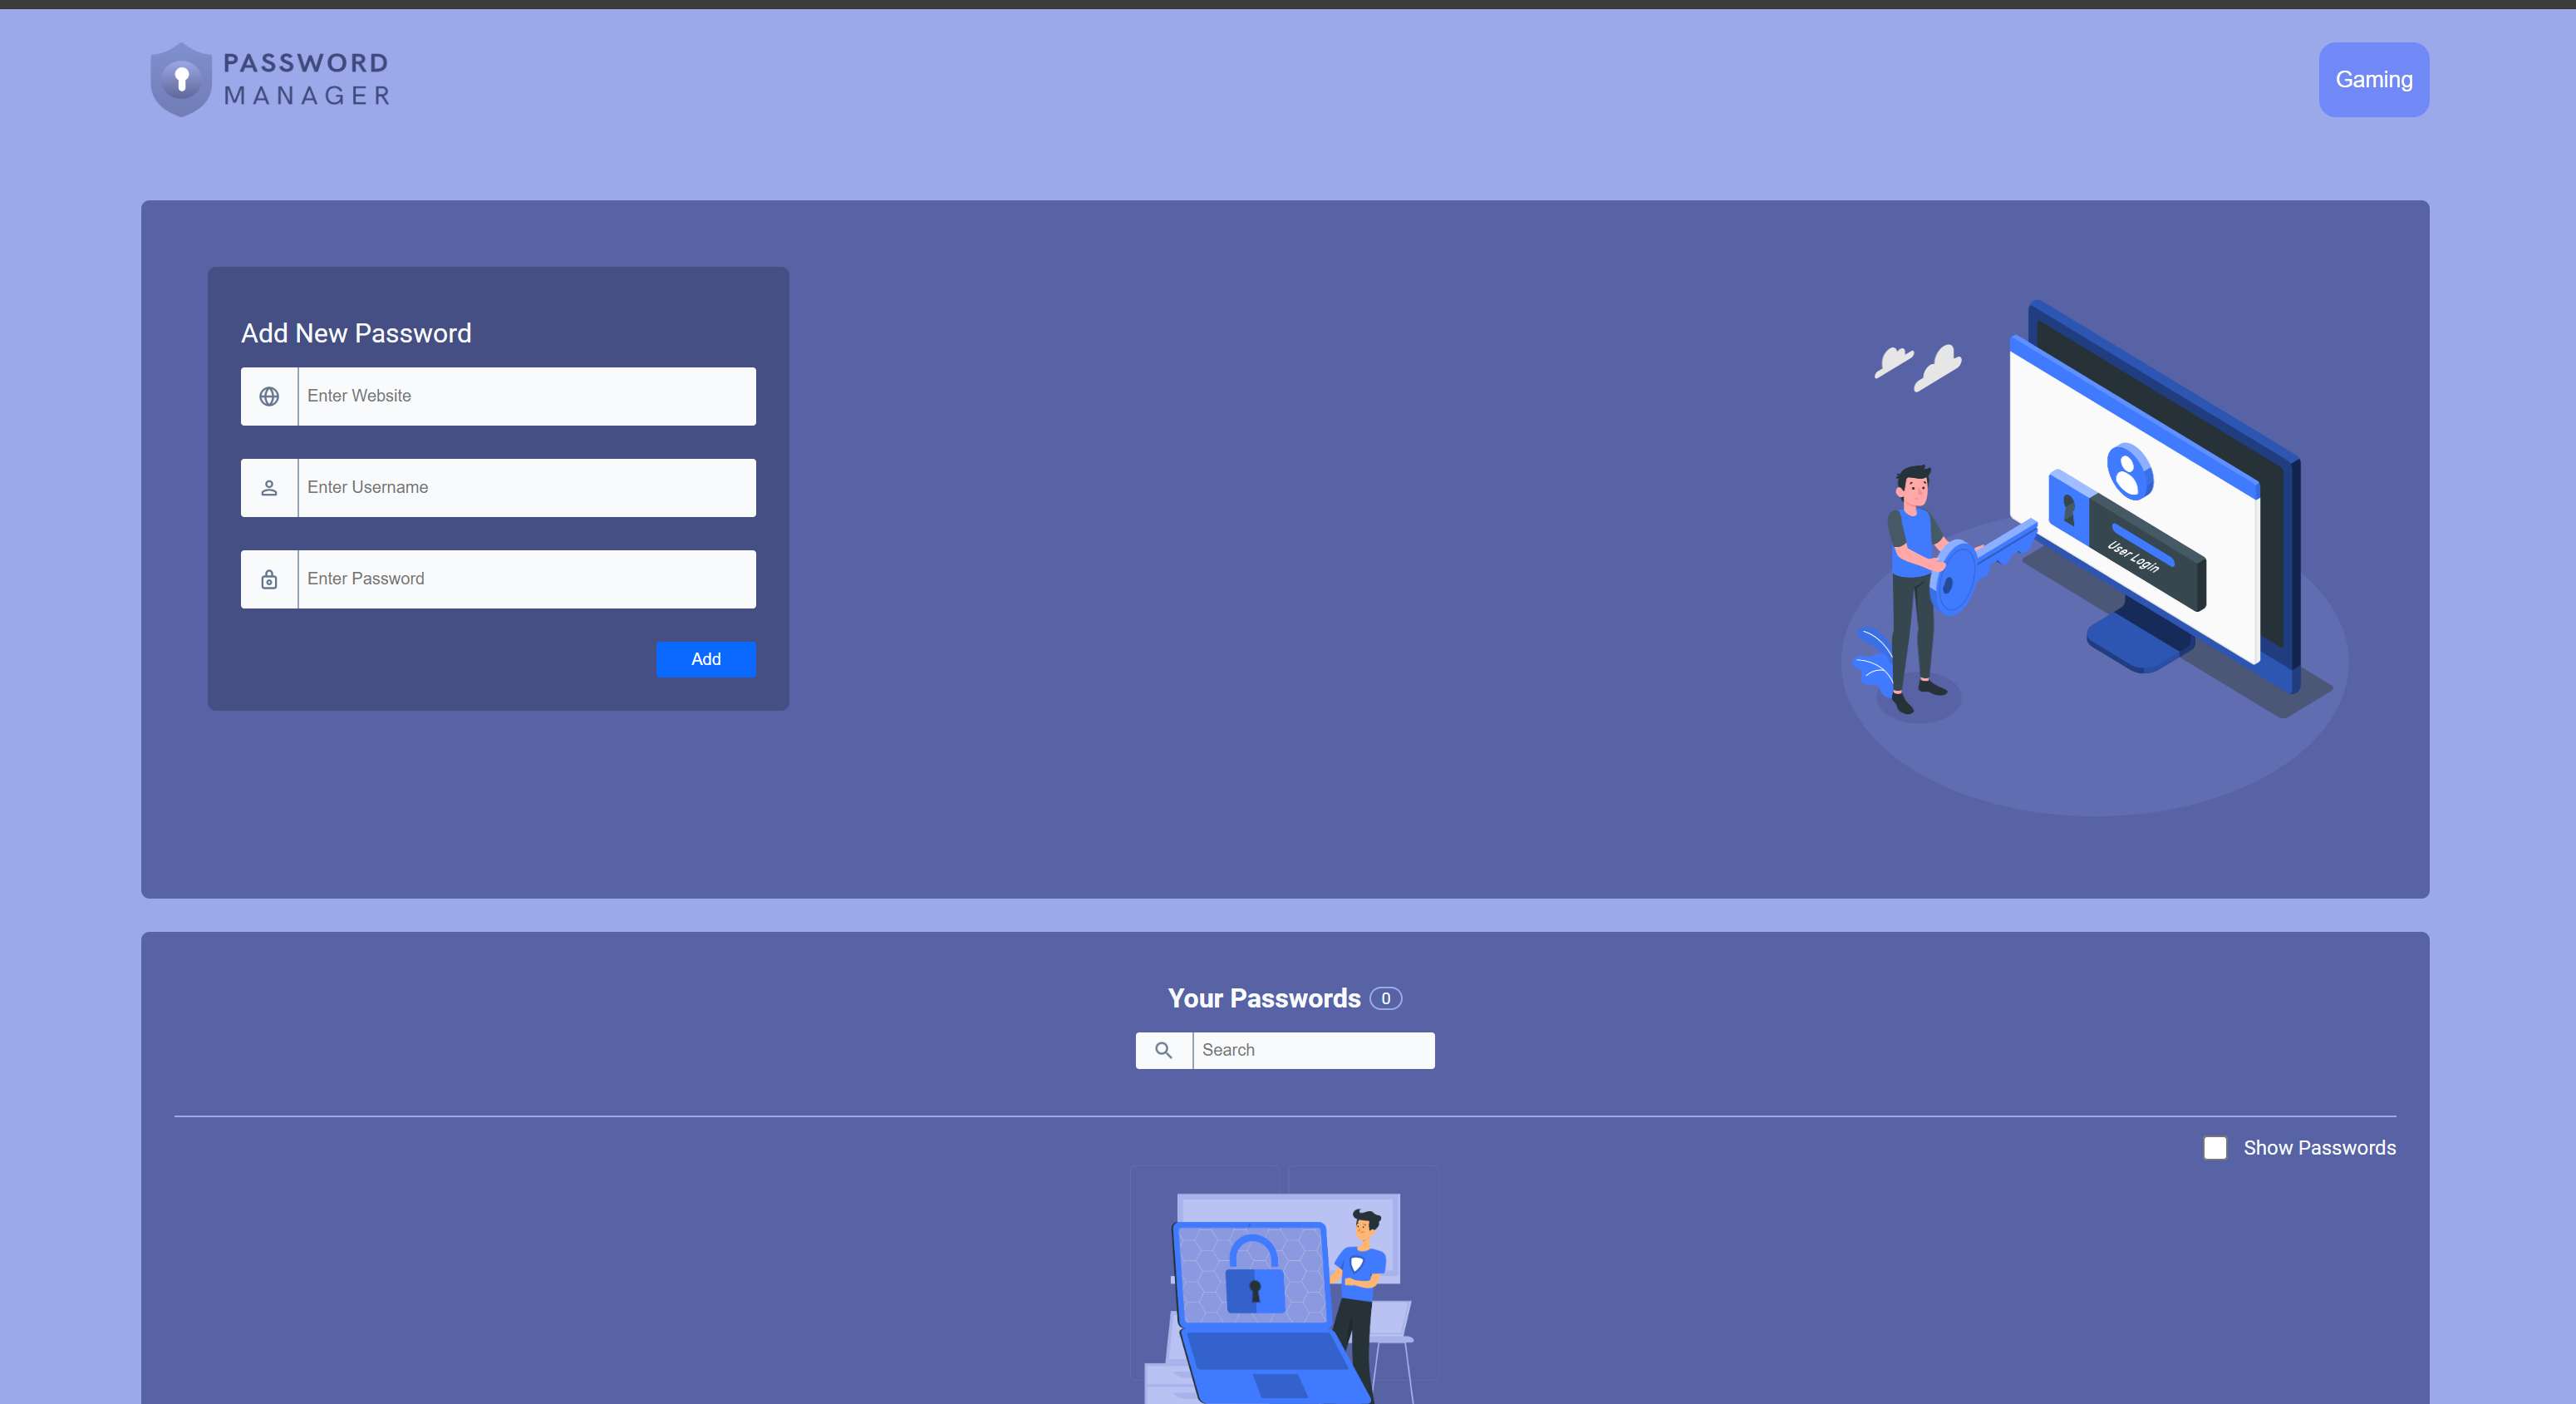 PASSWORD
MANAGER
Gaming
Add New Password
Enter Website
Enter Username
Enter Password
Add
User Login
Your Passwords 0
Search
Show Passwords